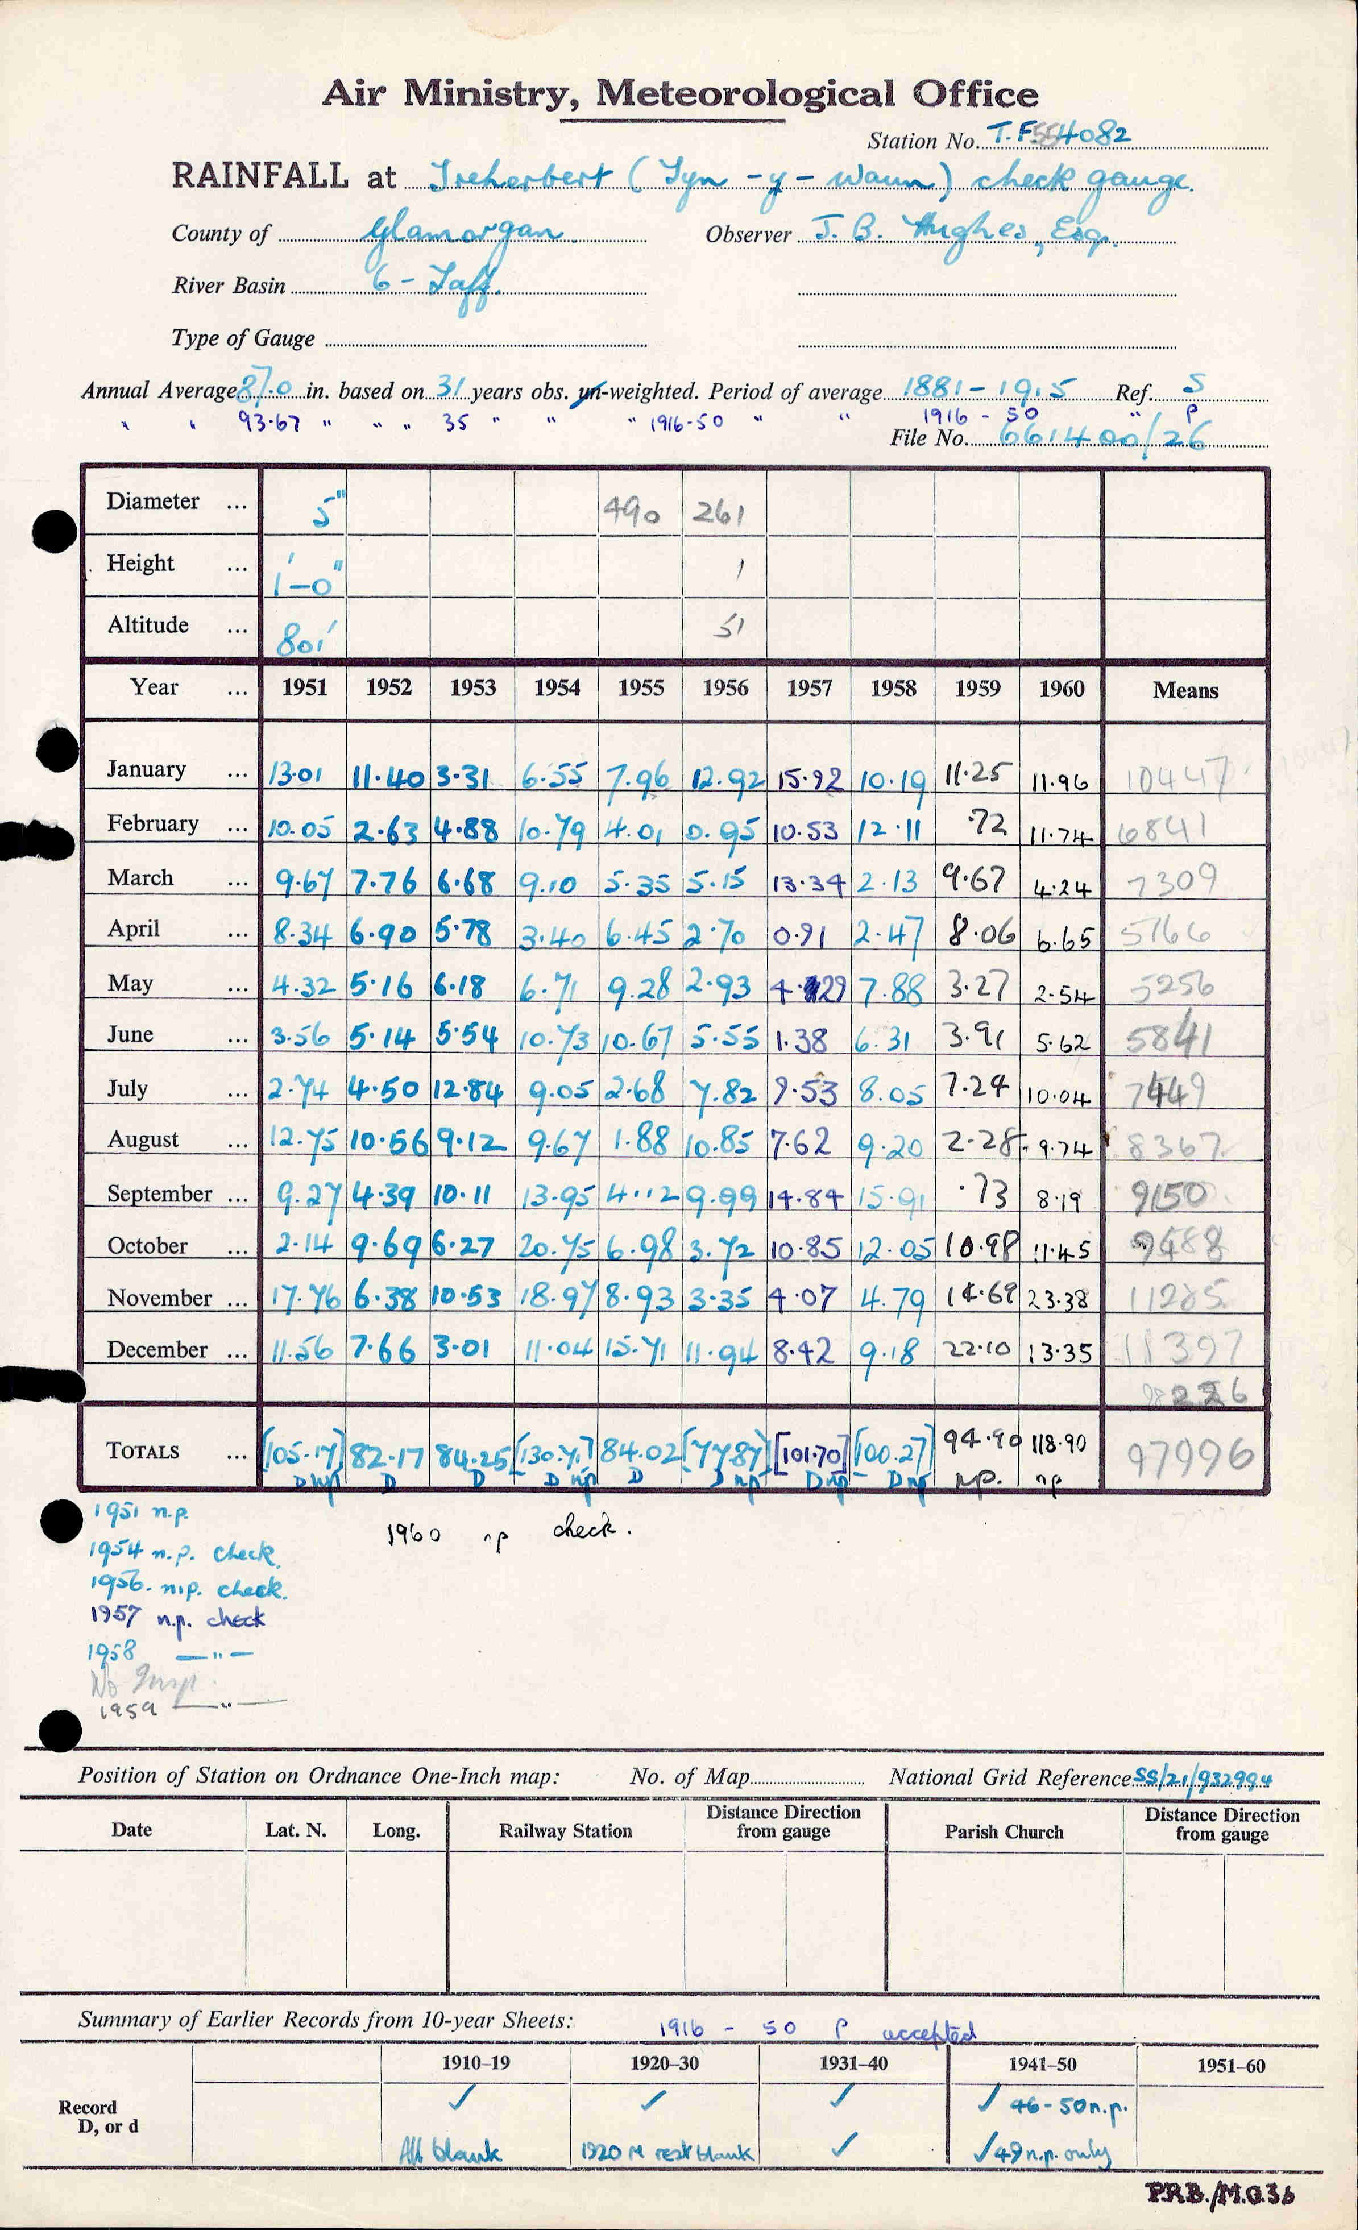 Air Ministry, Meteorological Office
Station No. T.F. 4082
RAINFALL at Treherbert (Tyn-y-waun) check gauge.
County of Glamorgan. Observer J. B. Hughes, Esq.
River Basin 6 - Taff.
Type of Gauge
Annual Average 87.0 in. based on 31 years obs. un-weighted. Period of average 1881-1915 Ref. S
" " 93.67 " " " 35 " " " 1916-50 " " 1916-50 " P
File No. 661400/26
Diameter ... 5" 490 261
Height ... 1'-0" 1
Altitude ... 801' 51
Year ... 1951 1952 1953 1954 1955 1956 1957 1958 1959 1960 Means
January ... 13.01 11.40 3.31 6.55 7.96 12.92 15.92 10.19 11.25 11.96 10447
February ... 10.05 2.63 4.88 10.79 4.01 0.95 10.53 12.11 .72 11.74 6841
March ... 9.67 7.76 6.68 9.10 5.35 5.15 13.34 2.13 9.67 4.24 7309
April ... 8.34 6.90 5.78 3.40 6.45 2.70 0.91 2.47 8.06 6.65 5166
May ... 4.32 5.16 6.18 6.71 9.28 2.93 4.29 7.88 3.27 2.54 5256
June ... 3.56 5.14 5.54 10.73 10.67 5.55 1.38 6.31 3.91 5.62 5841
July ... 2.74 4.50 12.84 9.05 2.68 7.82 9.53 8.05 7.24 10.04 7449
August ... 12.75 10.56 9.12 9.67 1.88 10.85 7.62 9.20 2.28 9.74 8367
September ... 9.27 4.39 10.11 13.95 4.12 9.99 14.84 15.91 .73 8.19 9150
October ... 2.14 9.69 6.27 20.75 6.98 3.72 10.85 12.05 10.98 11.45 9488
November ... 17.76 6.38 10.53 18.97 8.93 3.35 4.07 4.79 14.69 23.38 11285
December ... 11.56 7.66 3.01 11.04 15.71 11.94 8.42 9.18 22.10 13.35 11397
TOTALS ... [105.17] 82.17 84.25 [130.71] 84.02 [77.87] [101.70] [100.27] 94.90 118.90 97996
D np D D D np D D np D np D np np. np
1951 n.p.
1960 np check.
1954 n.p. check.
1956. n.p. check.
1957 n.p. check
1958 — " —
No Insp.
1959 — " —
Position of Station on Ordnance One-Inch map: No. of Map National Grid Reference SS/21/932994
Date Lat. N. Long. Railway Station Distance Direction from gauge Parish Church Distance Direction from gauge
Summary of Earlier Records from 10-year Sheets: 1916 - 50 P accepted
1910–19 1920–30 1931–40 1941–50 1951–60
Record ✓ ✓ ✓ ✓ 46-50 n.p.
D, or d All blank 1920 M rest blank ✓ ✓ 49 n.p. only
P.R.B./M.O.36